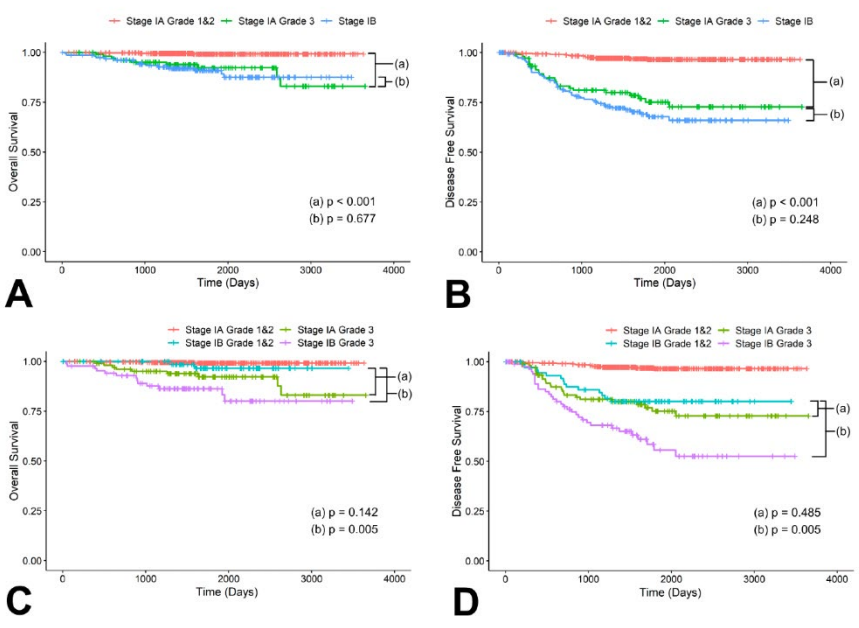 Stage IA Grade 1&2 Stage IA Grade 3 Stage IB
1.00
0.75
0.50
0.25
0.00
Overall Survival
(a)
(b)
(a) p < 0.001
(b) p = 0.677
0 1000 2000 3000 4000
Time (Days)
A
Stage IA Grade 1&2 Stage IA Grade 3 Stage IB
1.00
0.75
0.50
0.25
0.00
Disease Free Survival
(a)
(b)
(a) p < 0.001
(b) p = 0.248
0 1000 2000 3000 4000
Time (Days)
B
Stage IA Grade 1&2 Stage IA Grade 3
Stage IB Grade 1&2 Stage IB Grade 3
1.00
0.75
0.50
0.25
0.00
Overall Survival
(a)
(b)
(a) p = 0.142
(b) p = 0.005
0 1000 2000 3000 4000
Time (Days)
C
Stage IA Grade 1&2 Stage IA Grade 3
Stage IB Grade 1&2 Stage IB Grade 3
1.00
0.75
0.50
0.25
0.00
Disease Free Survival
(a)
(b)
(a) p = 0.485
(b) p = 0.005
0 1000 2000 3000 4000
Time (Days)
D